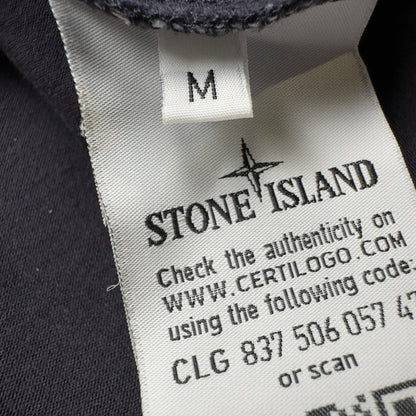 M
STONE ISLAND
Check the authenticity on
WWW.CERTILOGO.COM
using the following code:
CLG 837 506 057 47
or scan